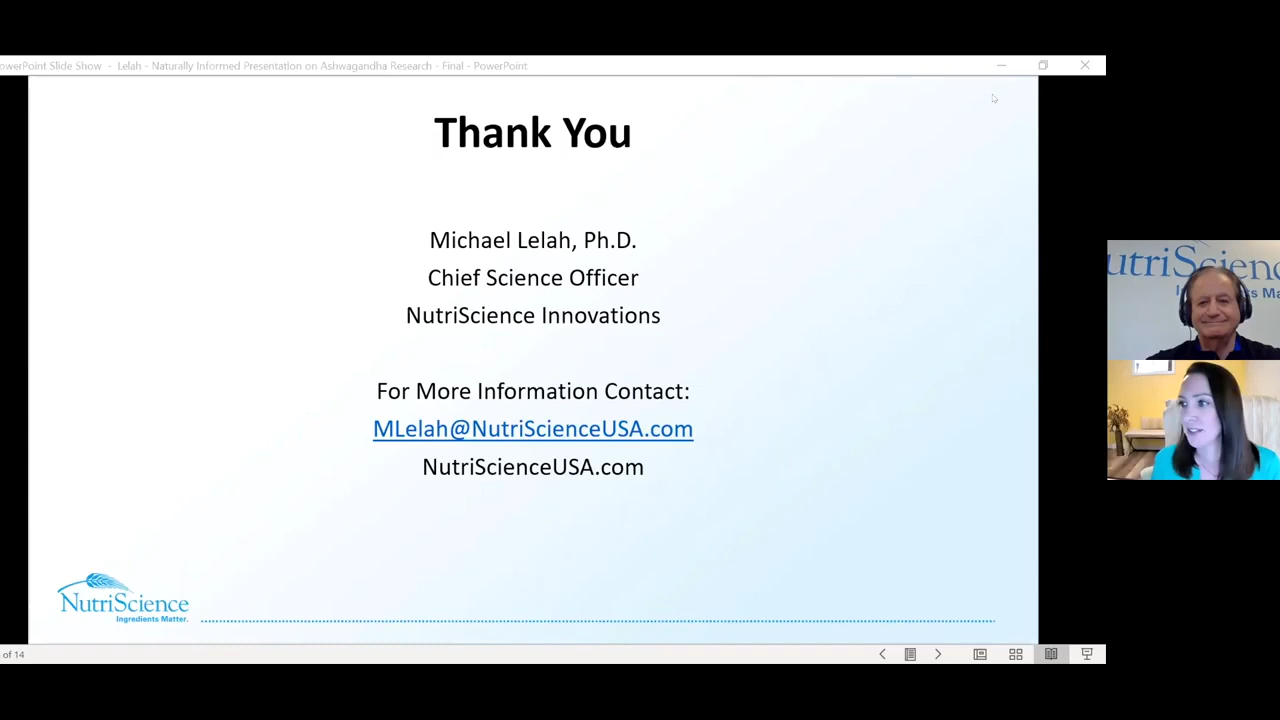 owerPoint Slide Show - Lelah - Naturally Informed Presentation on Ashwagandha Research - Final - PowerPoint
Thank You
Michael Lelah, Ph.D.
Chief Science Officer
NutriScience Innovations
For More Information Contact:
MLelah@NutriScienceUSA.com
NutriScienceUSA.com
NutriScience
Ingredients Matter.
of 14
utriScienc